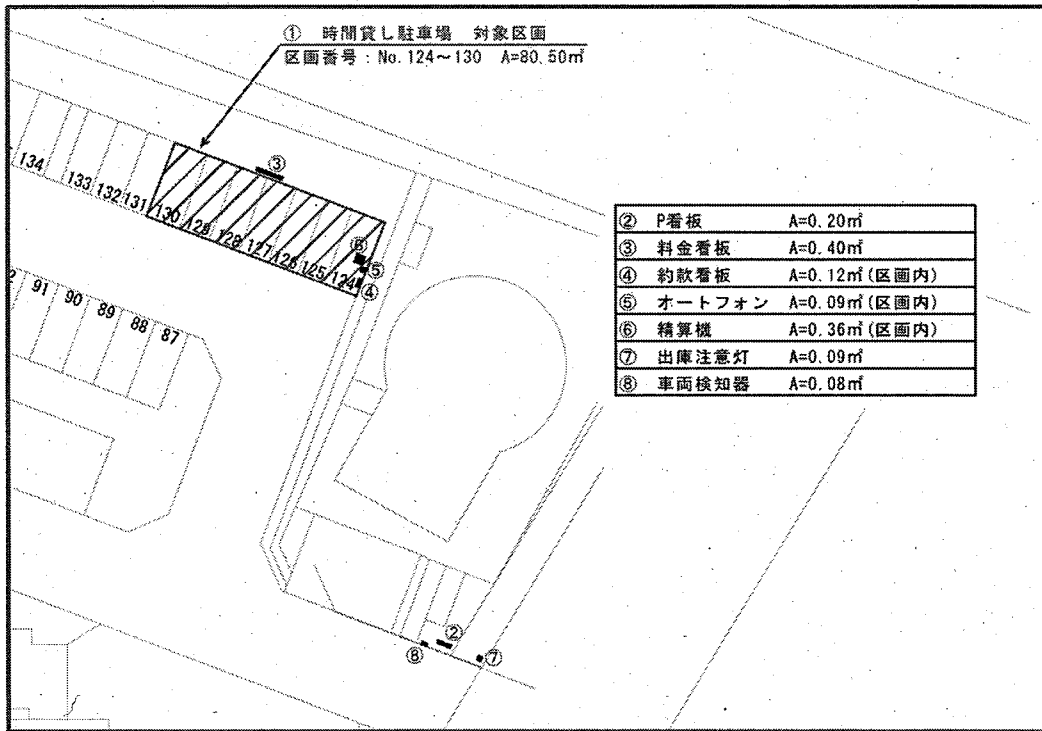 ① 時間貸し駐車場 対象区画
区画番号:No.124~130 A=80.50㎡
③
134
133 132 131 130 129 128 127 126 125 124
⑥
⑤
④
91 90 89 88 87
② P看板 A=0.20㎡
③ 料金看板 A=0.40㎡
④ 約款看板 A=0.12㎡(区画内)
⑤ オートフォン A=0.09㎡(区画内)
⑥ 精算機 A=0.36㎡(区画内)
⑦ 出庫注意灯 A=0.09㎡
⑧ 車両検知器 A=0.08㎡
②
⑧
⑦